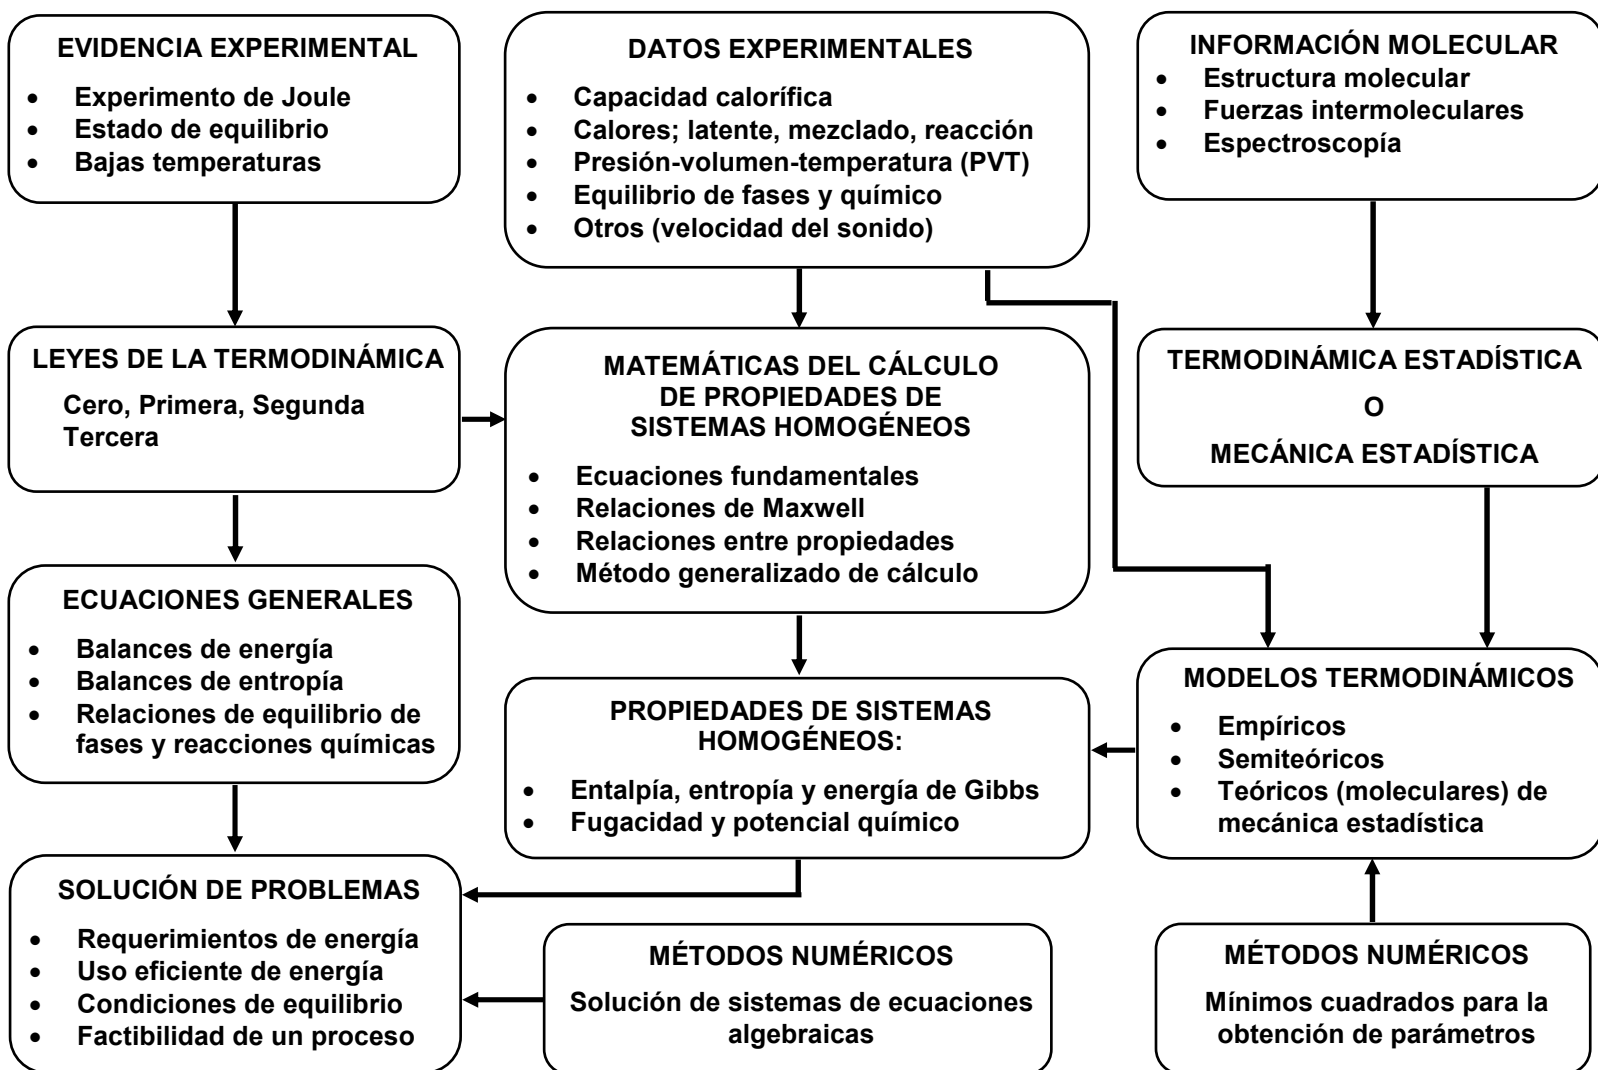 EVIDENCIA EXPERIMENTAL
• Experimento de Joule
• Estado de equilibrio
• Bajas temperaturas
DATOS EXPERIMENTALES
• Capacidad calorífica
• Calores; latente, mezclado, reacción
• Presión-volumen-temperatura (PVT)
• Equilibrio de fases y químico
• Otros (velocidad del sonido)
INFORMACIÓN MOLECULAR
• Estructura molecular
• Fuerzas intermoleculares
• Espectroscopía
LEYES DE LA TERMODINÁMICA
Cero, Primera, Segunda
Tercera
MATEMÁTICAS DEL CÁLCULO
DE PROPIEDADES DE
SISTEMAS HOMOGÉNEOS
• Ecuaciones fundamentales
• Relaciones de Maxwell
• Relaciones entre propiedades
• Método generalizado de cálculo
TERMODINÁMICA ESTADÍSTICA
O
MECÁNICA ESTADÍSTICA
ECUACIONES GENERALES
• Balances de energía
• Balances de entropía
• Relaciones de equilibrio de
fases y reacciones químicas
PROPIEDADES DE SISTEMAS
HOMOGÉNEOS:
• Entalpía, entropía y energía de Gibbs
• Fugacidad y potencial químico
MODELOS TERMODINÁMICOS
• Empíricos
• Semiteóricos
• Teóricos (moleculares) de
mecánica estadística
SOLUCIÓN DE PROBLEMAS
• Requerimientos de energía
• Uso eficiente de energía
• Condiciones de equilibrio
• Factibilidad de un proceso
MÉTODOS NUMÉRICOS
Solución de sistemas de ecuaciones
algebraicas
MÉTODOS NUMÉRICOS
Mínimos cuadrados para la
obtención de parámetros